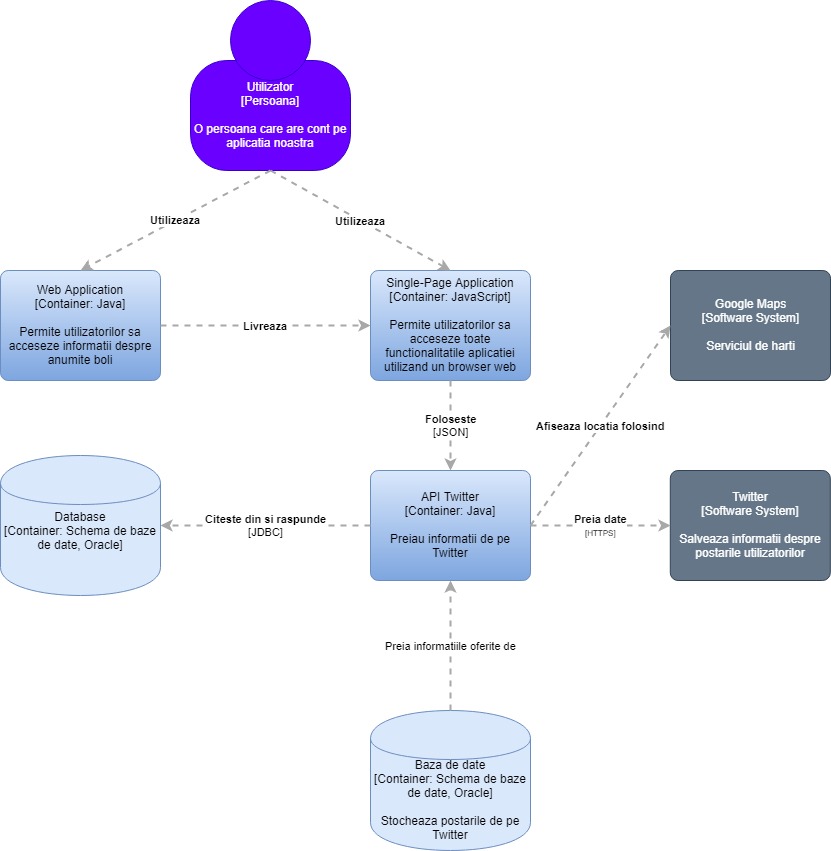 Utilizator
[Persoana]
O persoana care are cont pe
aplicatia noastra
Utilizeaza
Utilizeaza
Web Application
[Container: Java]
Permite utilizatorilor sa
acceseze informatii despre
anumite boli
Livreaza
Single-Page Application
[Container: JavaScript]
Permite utilizatorilor sa
acceseze toate
functionalitatile aplicatiei
utilizand un browser web
Google Maps
[Software System]
Serviciul de harti
Foloseste
[JSON]
Afiseaza locatia folosind
Database
[Container: Schema de baze
de date, Oracle]
Citeste din si raspunde
[JDBC]
API Twitter
[Container: Java]
Preiau informatii de pe
Twitter
Preia date
[HTTPS]
Twitter
[Software System]
Salveaza informatii despre
postarile utilizatorilor
Preia informatiile oferite de
Baza de date
[Container: Schema de baze
de date, Oracle]
Stocheaza postarile de pe
Twitter